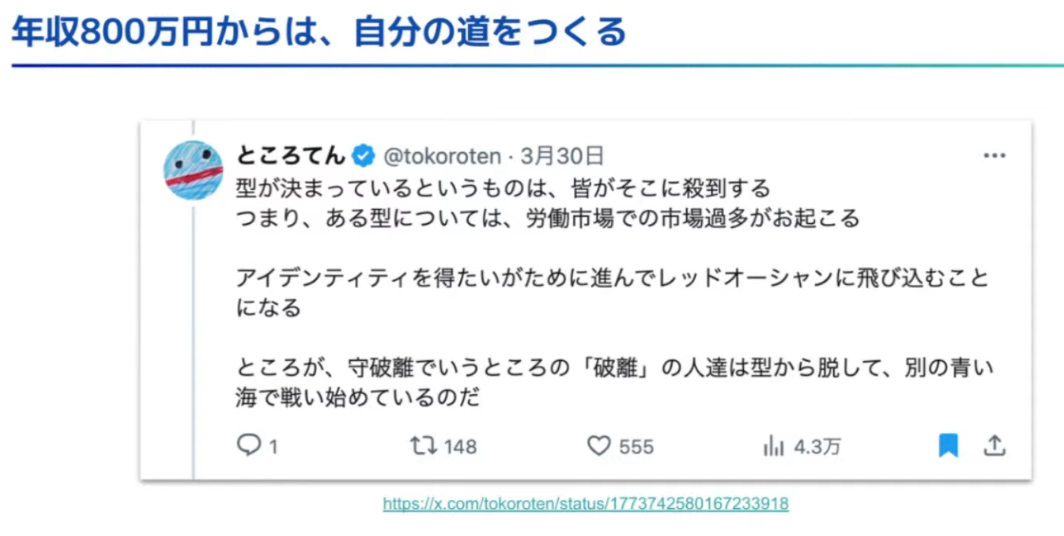 年収800万円からは、自分の道をつくる
ところてん @tokoroten · 3月30日
型が決まっているというものは、皆がそこに殺到する
つまり、ある型については、労働市場での市場過多がお起こる
アイデンティティを得たいがために進んでレッドオーシャンに飛び込むこと
になる
ところが、守破離でいうところの「破離」の人達は型から脱して、別の青い
海で戦い始めているのだ
1 148 555 4.3万
https://x.com/tokoroten/status/1773742580167233918